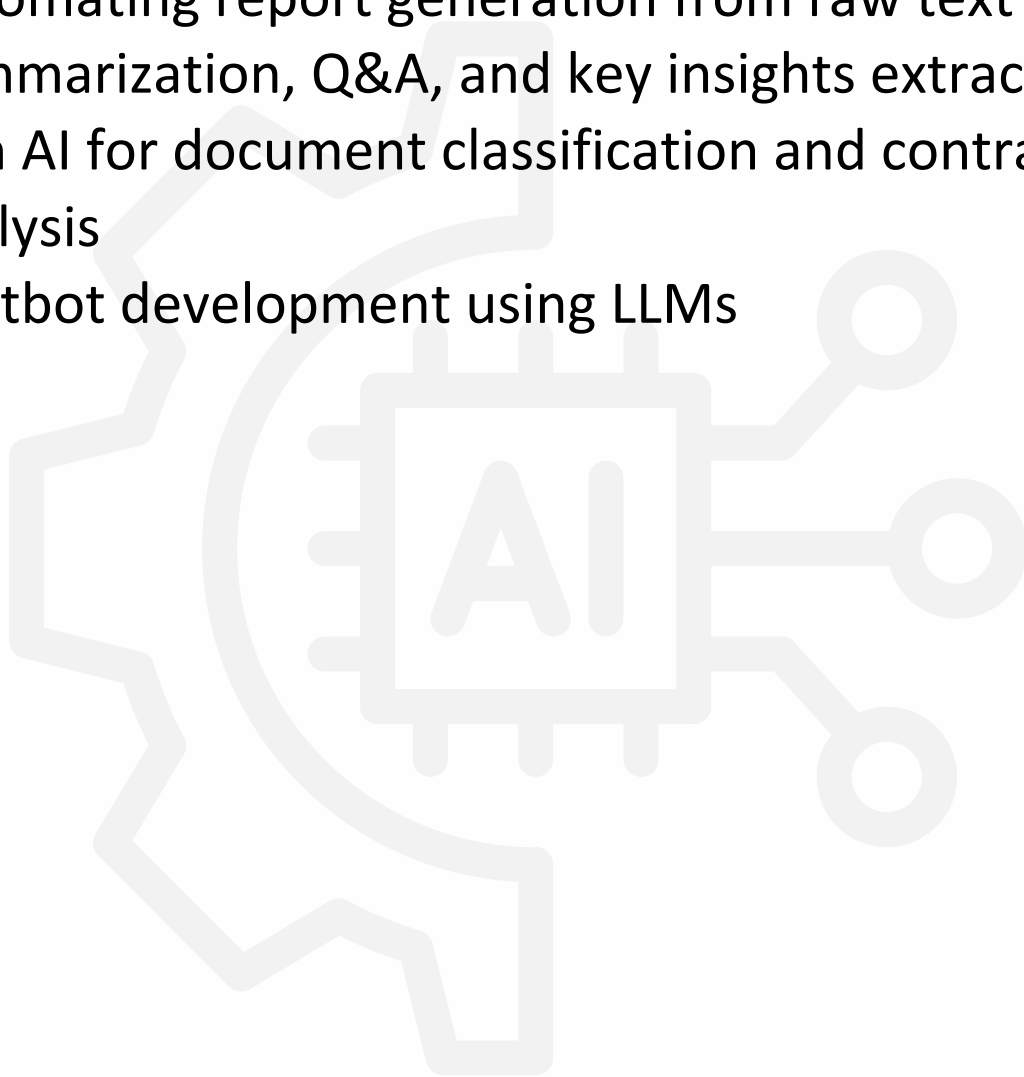 omating report generation from raw text
nmarization, Q&A, and key insights extrac
AI for document classification and contra
lysis
tbot development using LLMs
AI